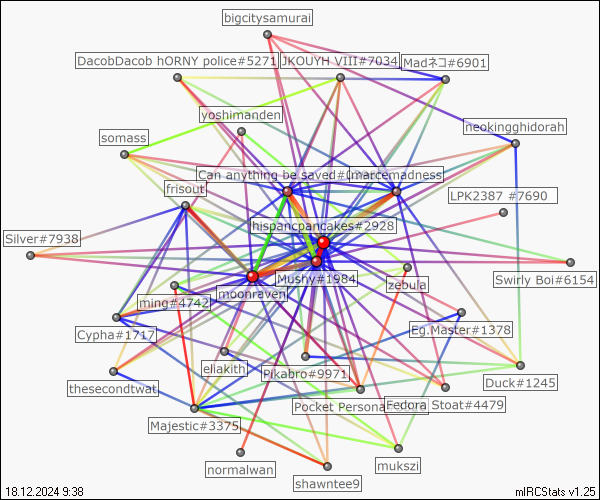 bigcitysamurai
DacobDacob hORNY police#5271
JKOUYH VIII#7034
Madネコ#6901
yoshimanden
neokingghidorah
somass
Can anything be saved#0
marcemadness
frisout
LPK2387 #7690
hispancpancakes#2928
Silver#7938
Mushy#1984
Swirly Boi#6154
zebula
moonraven
ming#4742
Cypha#1717
Eg.Master#1378
eliakith
Pikabro#9971
thesecondtwat
Duck#1245
Pocket Persona
Fedora Stoat#4479
Majestic#3375
normalwan
mukszi
shawntee9
18.12.2024 9:38
mIRCStats v1.25